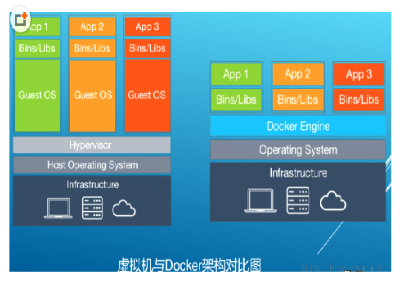 App 1 App 2 App 3
Bins/Libs Bins/Libs Bins/Libs
Guest OS Guest OS Guest OS
Hypervisor
Host Operating System
Infrastructure
App 1 App 2 App 3
Bins/Libs Bins/Libs Bins/Libs
Docker Engine
Operating System
Infrastructure
虚拟机与Docker架构对比图